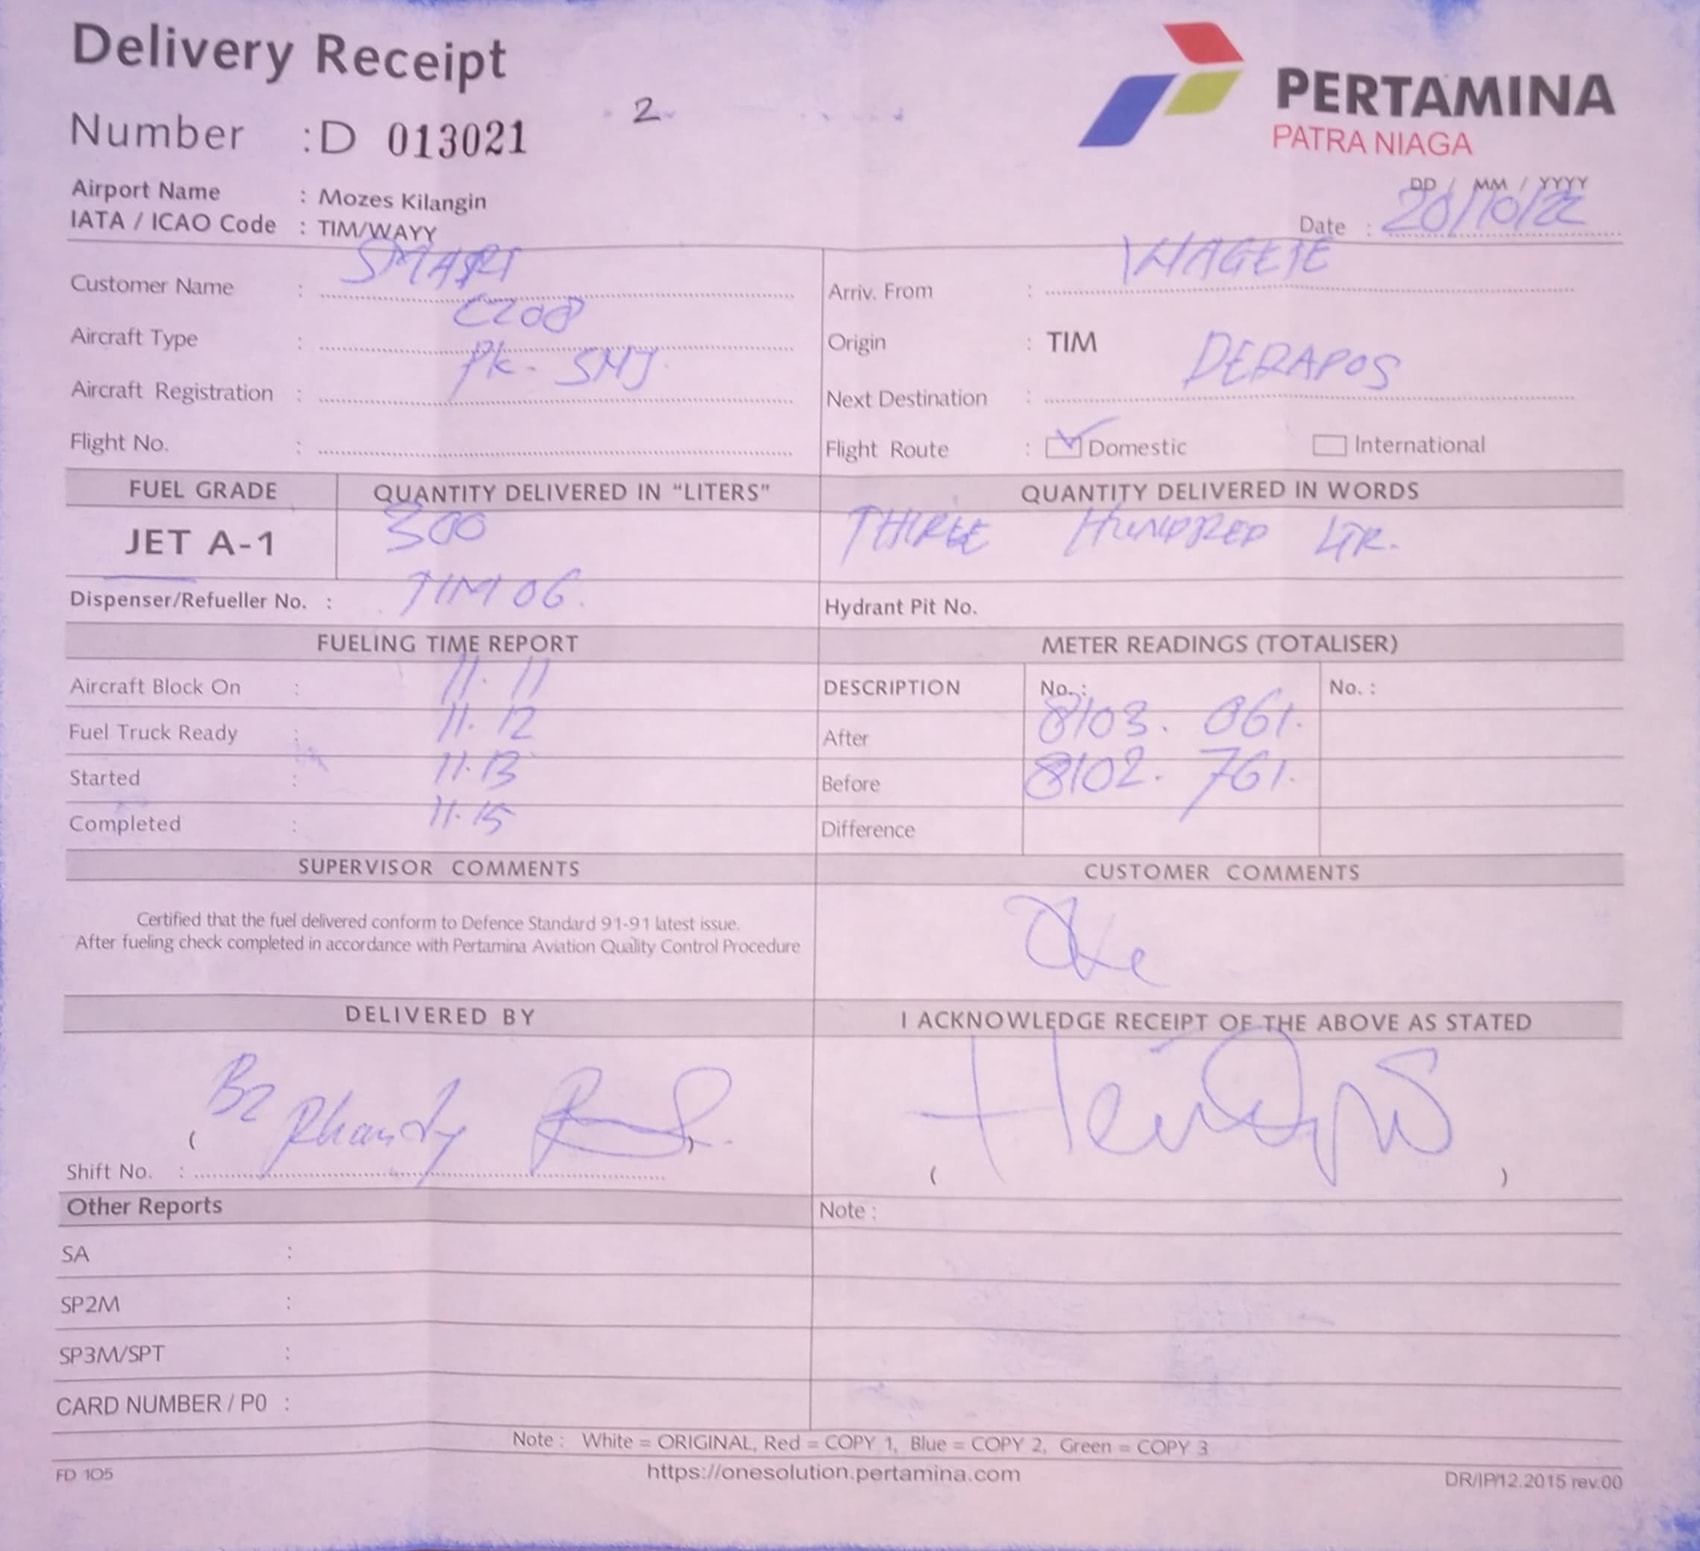 Delivery Receipt
PERTAMINA
PATRA NIAGA
Number : D 013021
2
Airport Name : Mozes Kilangin
IATA / ICAO Code : TIM/WAYY
DD / MM / YYYY
Date : 20/10/22
Customer Name : SMART
Arriv. From : WAGETE
Aircraft Type : C208
Origin : TIM
Aircraft Registration : PK-SMJ
Next Destination : DERAPOS
Flight No. :
Flight Route : Domestic International
FUEL GRADE QUANTITY DELIVERED IN "LITERS" QUANTITY DELIVERED IN WORDS
JET A-1 300 THREE HUNDRED LTR.
Dispenser/Refueller No. : TIM 06.
Hydrant Pit No.
FUELING TIME REPORT METER READINGS (TOTALISER)
Aircraft Block On : 11.11
DESCRIPTION No. : No. :
Fuel Truck Ready : 11.12
After 8103.061.
Started : 11.13
Before 8102.761.
Completed : 11.15
Difference
SUPERVISOR COMMENTS CUSTOMER COMMENTS
Certified that the fuel delivered conform to Defence Standard 91-91 latest issue.
After fueling check completed in accordance with Pertamina Aviation Quality Control Procedure
DELIVERED BY I ACKNOWLEDGE RECEIPT OF THE ABOVE AS STATED
B2 Rhandy
( )
Shift No. :
( )
Other Reports Note :
SA :
SP2M :
SP3M/SPT :
CARD NUMBER / P0 :
Note : White = ORIGINAL, Red = COPY 1, Blue = COPY 2, Green = COPY 3
FD 105 https://onesolution.pertamina.com DR/IP/12.2015 rev.00